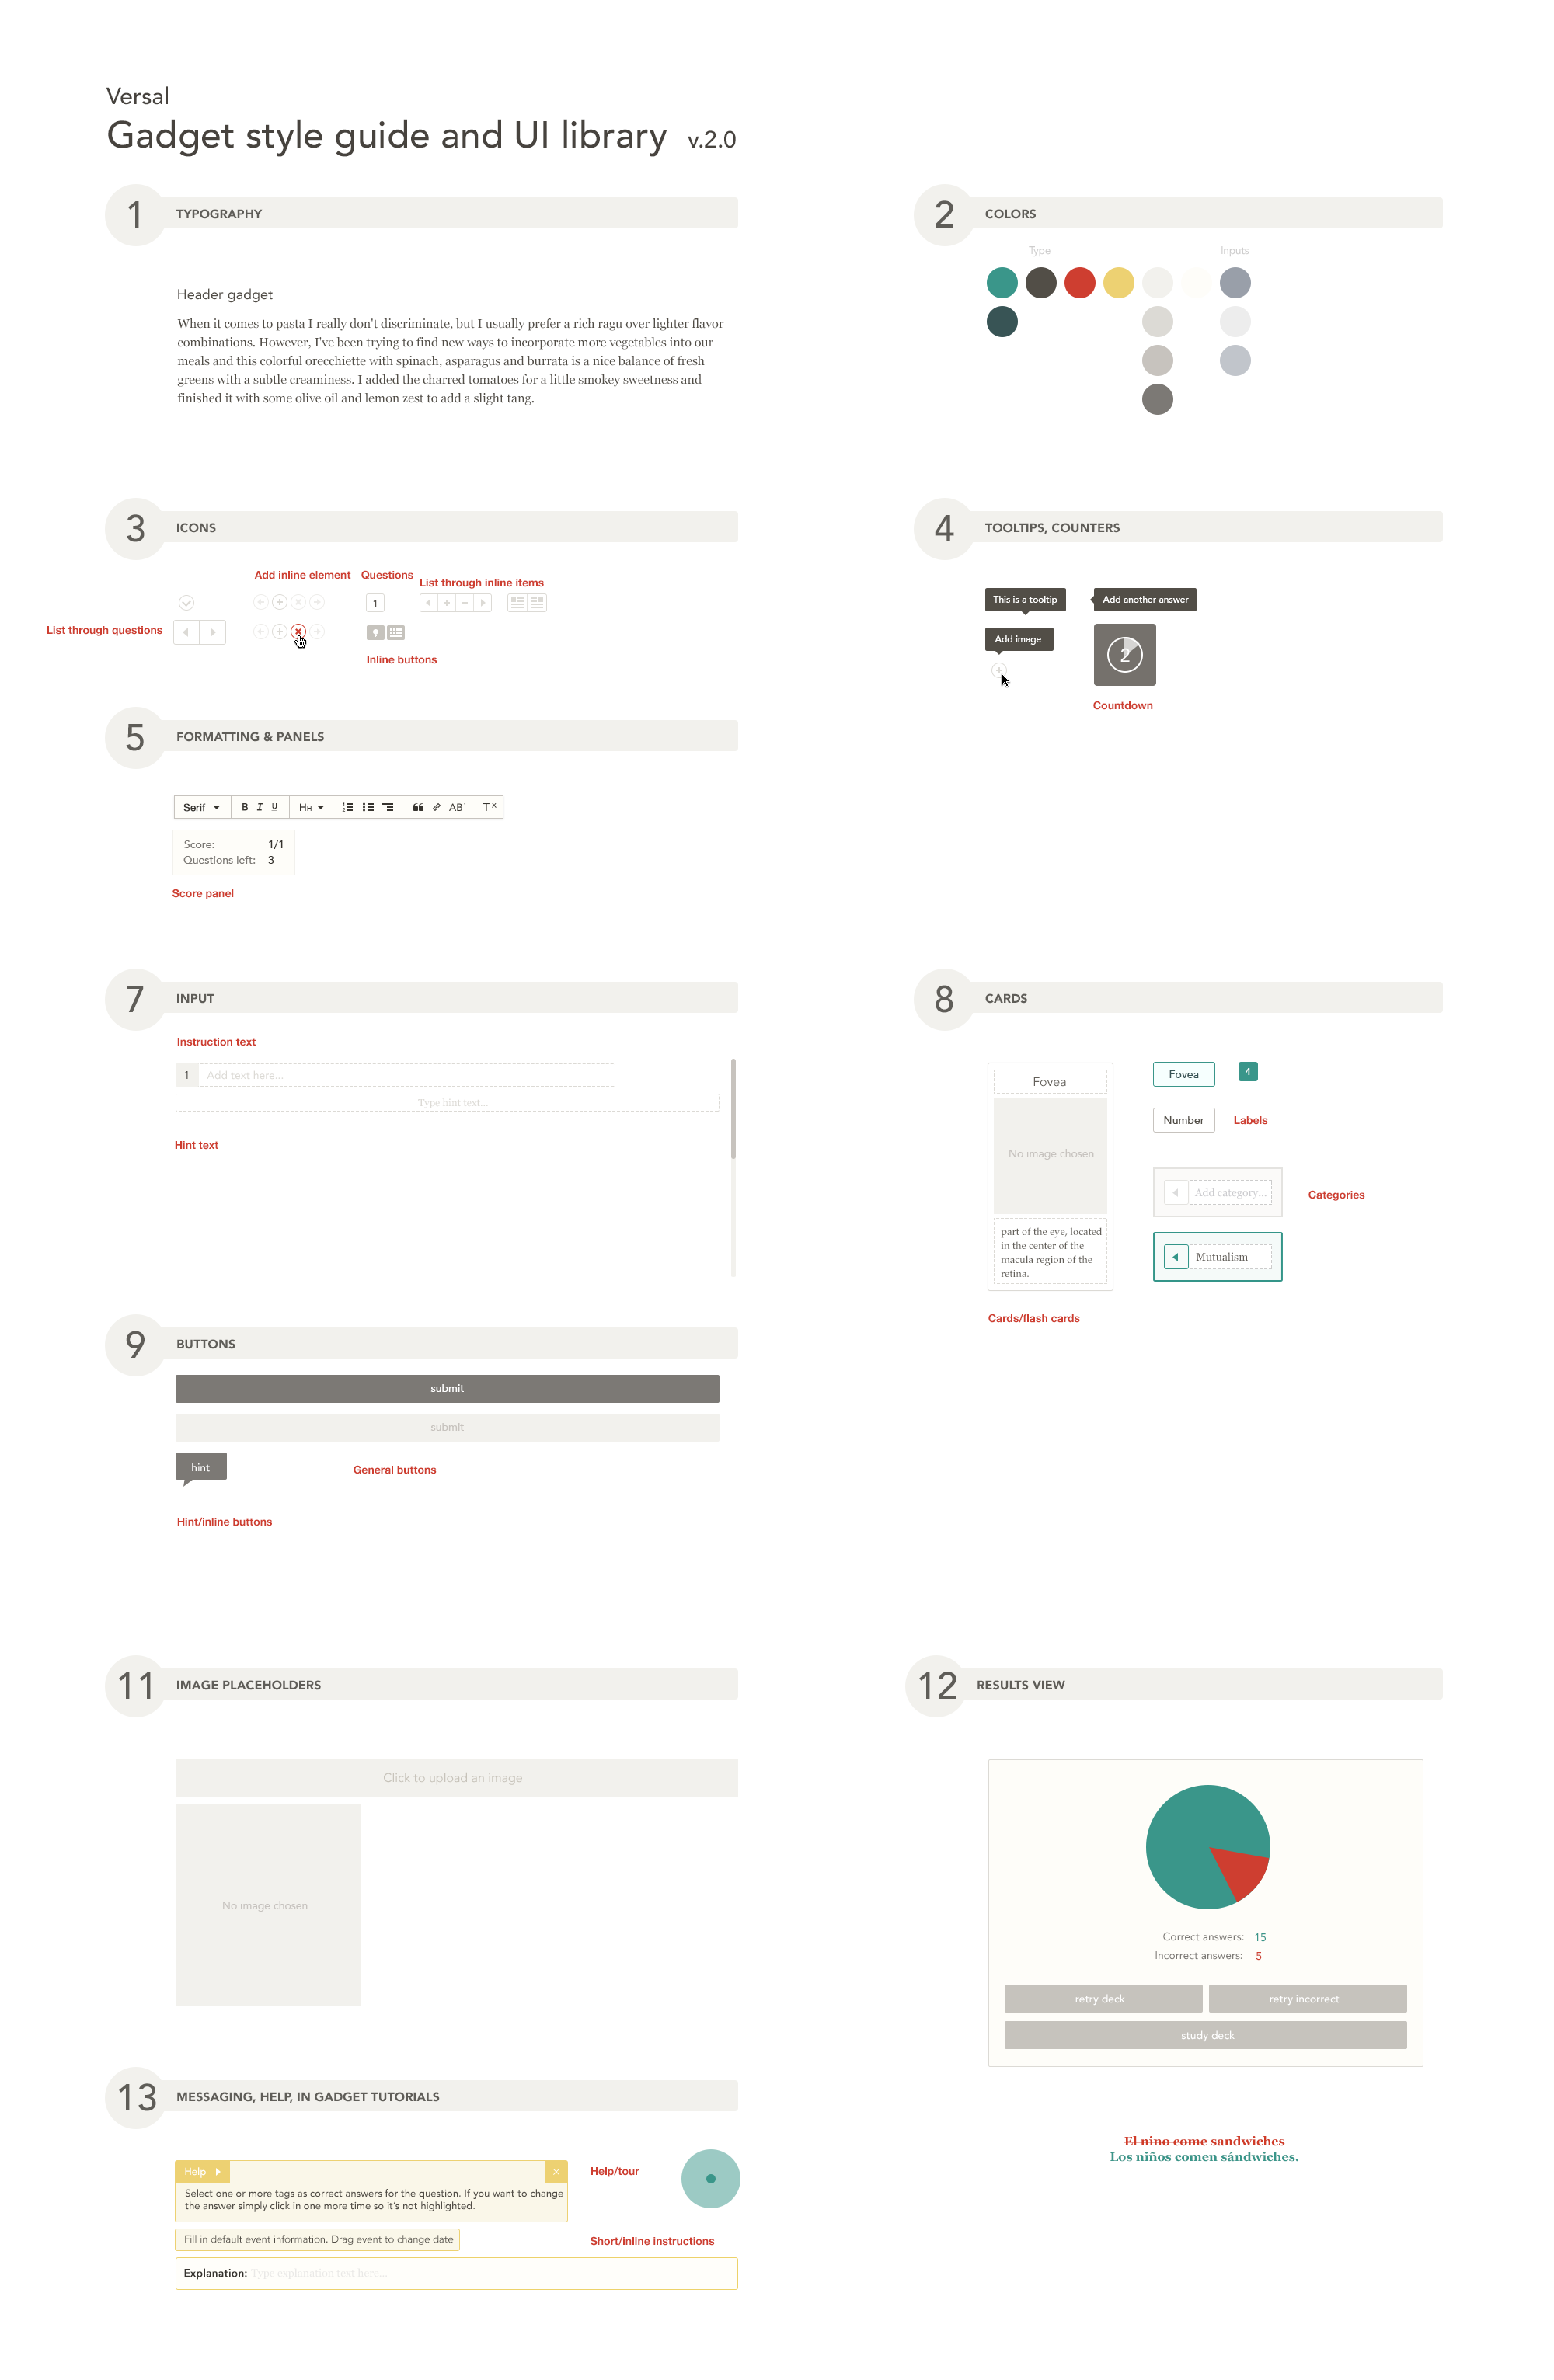 Versal
Gadget style guide and UI library v.2.0
1 TYPOGRAPHY
Header gadget
When it comes to pasta I really don't discriminate, but I usually prefer a rich ragu over lighter flavor
combinations. However, I've been trying to find new ways to incorporate more vegetables into our
meals and this colorful orecchiette with spinach, asparagus and burrata is a nice balance of fresh
greens with a subtle creaminess. I added the charred tomatoes for a little smokey sweetness and
finished it with some olive oil and lemon zest to add a slight tang.
2 COLORS
Type
Inputs
3 ICONS
Add inline element
Questions
List through inline items
1
List through questions
Inline buttons
4 TOOLTIPS, COUNTERS
This is a tooltip
Add another answer
Add image
2
Countdown
5 FORMATTING & PANELS
Serif B I U HH AB1 Tx
Score: 1/1
Questions left: 3
Score panel
7 INPUT
Instruction text
1 Add text here...
Type hint text...
Hint text
8 CARDS
Fovea
No image chosen
part of the eye, located
in the center of the
macula region of the
retina.
Cards/flash cards
Fovea
4
Number
Labels
Add category...
Categories
Mutualism
9 BUTTONS
submit
submit
hint
General buttons
Hint/inline buttons
11 IMAGE PLACEHOLDERS
Click to upload an image
No image chosen
12 RESULTS VIEW
Correct answers: 15
Incorrect answers: 5
retry deck
retry incorrect
study deck
El nino come sandwiches
Los niños comen sándwiches.
13 MESSAGING, HELP, IN GADGET TUTORIALS
Help
Select one or more tags as correct answers for the question. If you want to change
the answer simply click in one more time so it's not highlighted.
Help/tour
Fill in default event information. Drag event to change date
Short/inline instructions
Explanation: Type explanation text here...